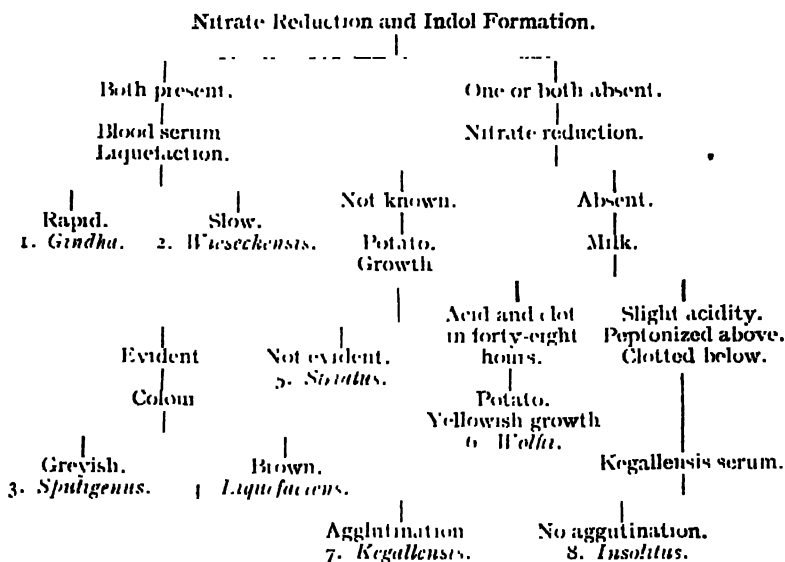 Nitrate Reduction and Indol Formation.
Both present.
One or both absent.
Blood serum
Liquefaction.
Nitrate reduction.
Not known.
Absent.
Rapid.
1. Gindha.
Slow.
2. Wieseckensis.
Potato.
Growth
Milk.
Evident
Not evident.
5.
Acid and clot
in forty-eight
hours.
Slight acidity.
Peptonized above.
Clotted below.
Colour
Potato.
Yellowish growth
6. Wolfia.
Greyish.
3. Sputigenus.
Brown.
4 Liquefaciens.
Kegallensis serum.
Agglutination
7. Kegallensis.
No aggutination.
8. Insolitus.